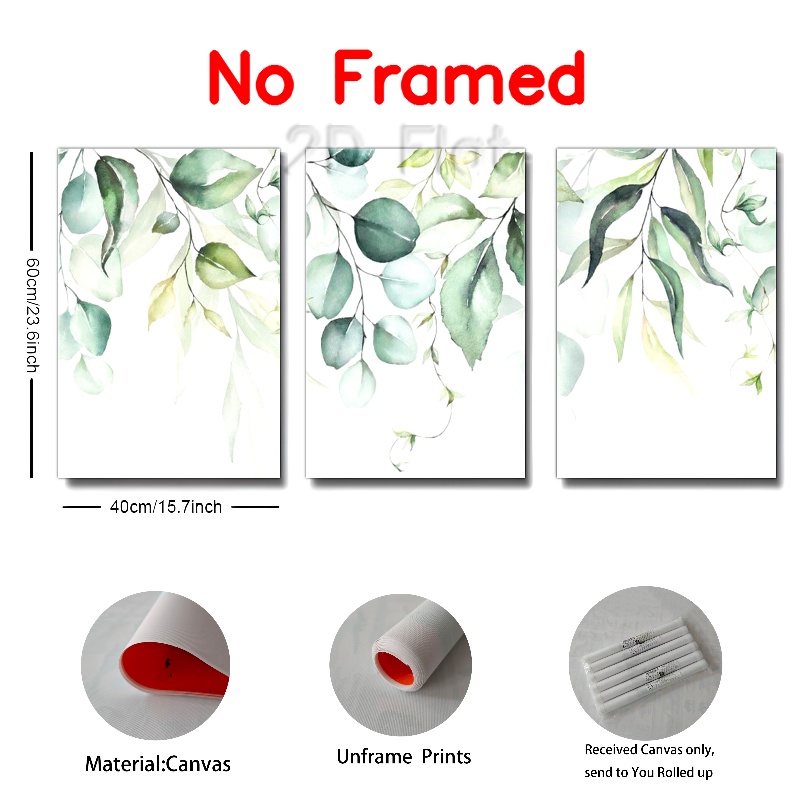 No Framed
2D Flat
60cm/23.6inch
40cm/15.7inch
Material:Canvas
Unframe Prints
Received Canvas only,
send to You Rolled up